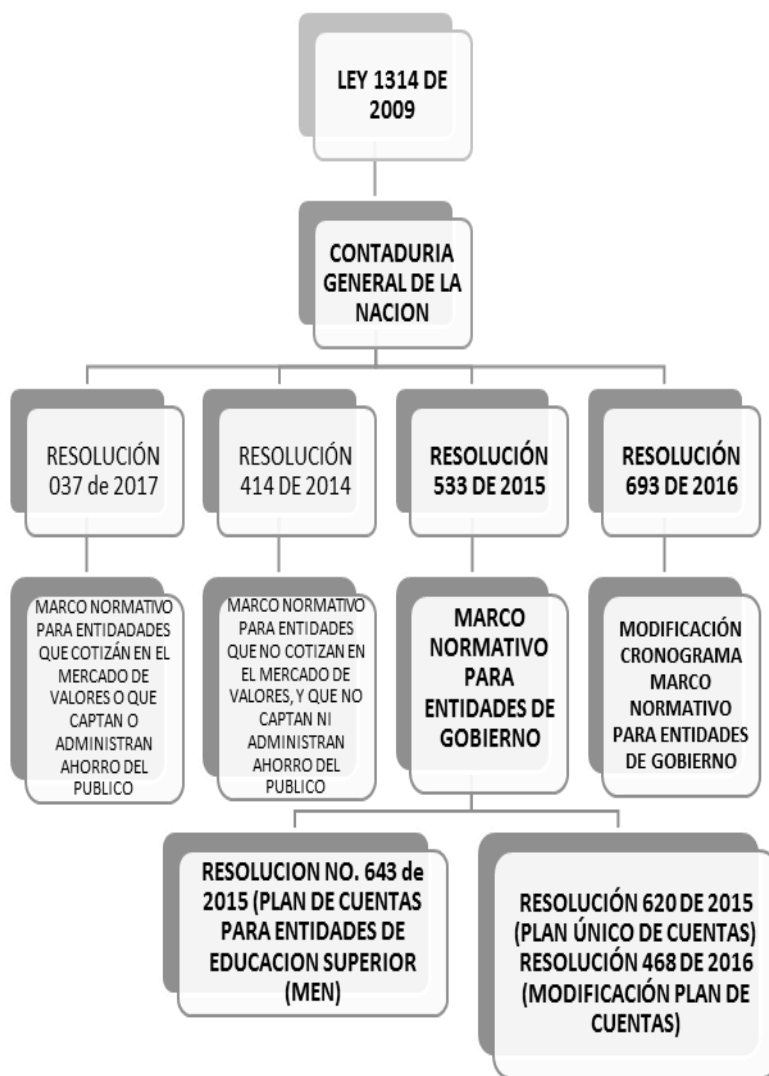 LEY 1314 DE
2009
CONTADURIA
GENERAL DE LA
NACION
RESOLUCIÓN
037 de 2017
RESOLUCIÓN
414 DE 2014
RESOLUCIÓN
533 DE 2015
RESOLUCIÓN
693 DE 2016
MARCO NORMATIVO
PARA ENTIDADADES
QUE COTIZÁN EN EL
MERCADO DE
VALORES O QUE
CAPTAN O
ADMINISTRAN
AHORRO DEL
PUBLICO
MARCO NORMATIVO
PARA ENTIDADES
QUE NO COTIZAN EN
EL MERCADO DE
VALORES, Y QUE NO
CAPTAN NI
ADMINISTRAN
AHORRO DEL
PUBLICO
MARCO
NORMATIVO
PARA
ENTIDADES DE
GOBIERNO
MODIFICACIÓN
CRONOGRAMA
MARCO
NORMATIVO
PARA ENTIDADES
DE GOBIERNO
RESOLUCION NO. 643 de
2015 (PLAN DE CUENTAS
PARA ENTIDADES DE
EDUCACION SUPERIOR
(MEN)
RESOLUCIÓN 620 DE 2015
(PLAN ÚNICO DE CUENTAS)
RESOLUCIÓN 468 DE 2016
(MODIFICACIÓN PLAN DE
CUENTAS)